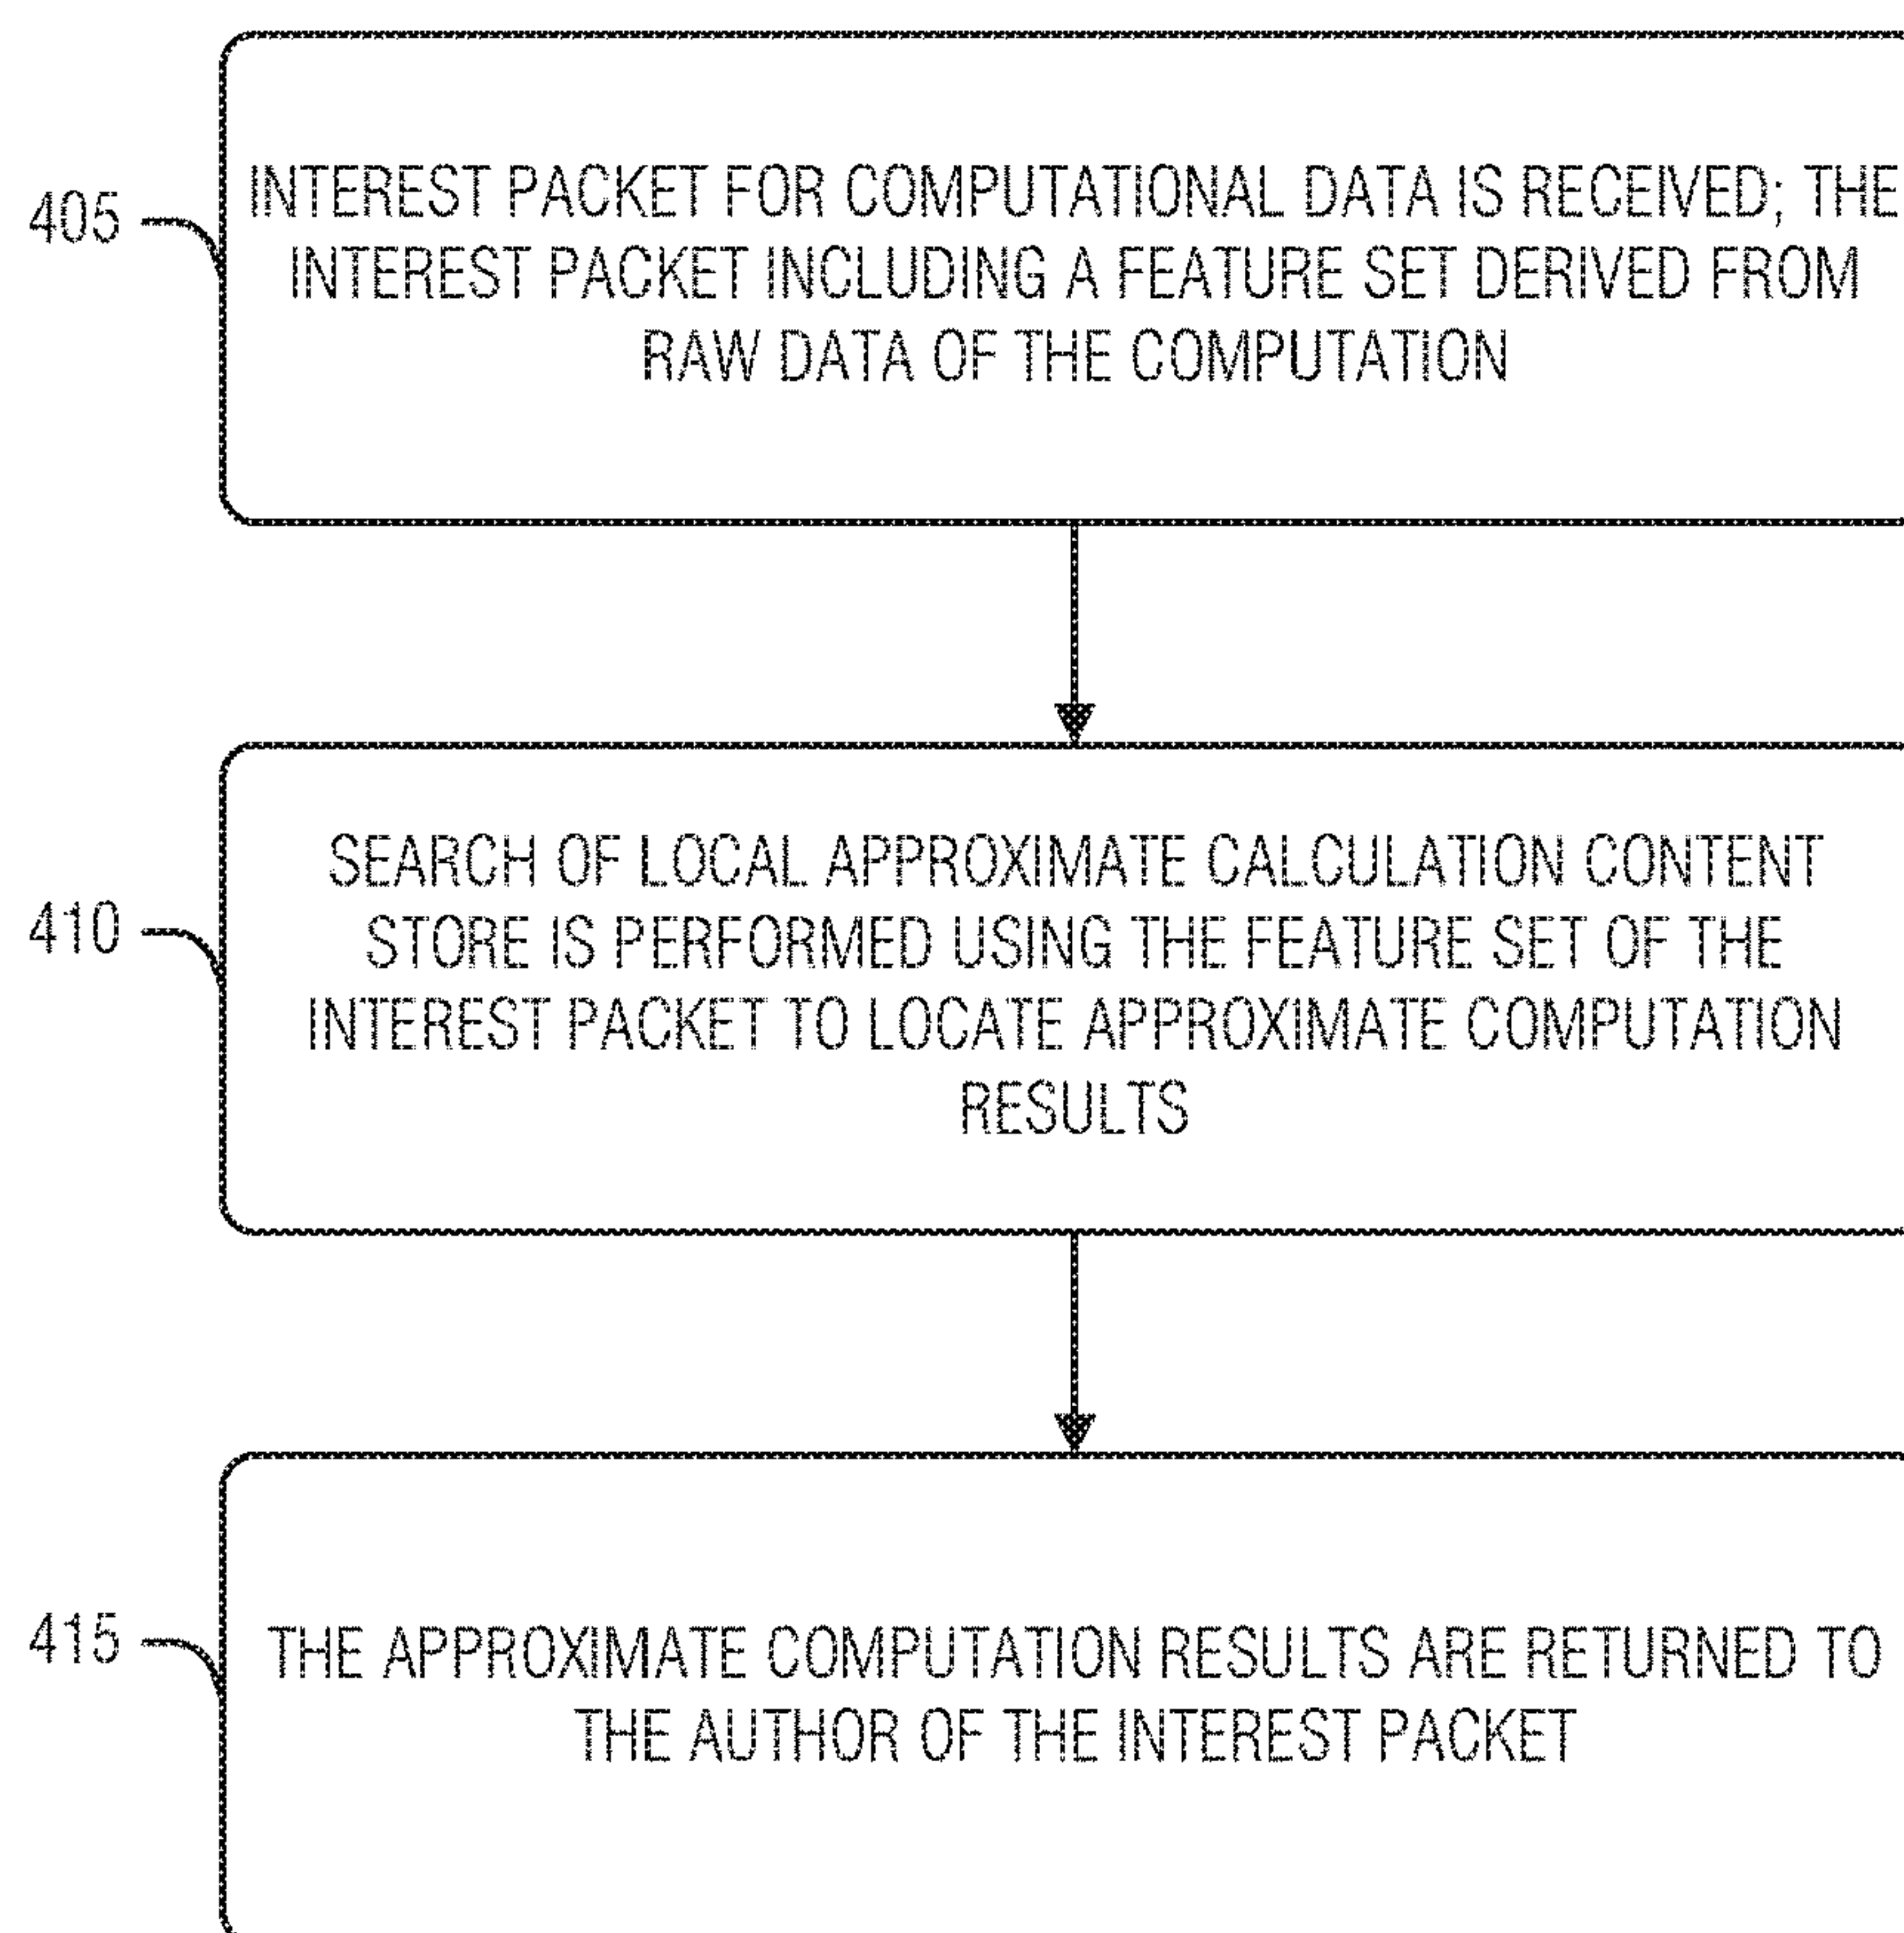 405
INTEREST PACKET FOR COMPUTATIONAL DATA IS RECEIVED; THE
INTEREST PACKET INCLUDING A FEATURE SET DERIVED FROM
RAW DATA OF THE COMPUTATION
410
SEARCH OF LOCAL APPROXIMATE CALCULATION CONTENT
STORE IS PERFORMED USING THE FEATURE SET OF THE
INTEREST PACKET TO LOCATE APPROXIMATE COMPUTATION
RESULTS
415
THE APPROXIMATE COMPUTATION RESULTS ARE RETURNED TO
THE AUTHOR OF THE INTEREST PACKET